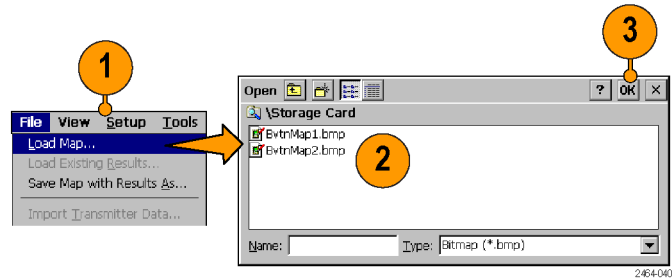 3
1
Open ? OK ×
\Storage Card
File View Setup Tools
Load Map...
Load Existing Results...
Save Map with Results As...
Import Transmitter Data...
BvtnMap1.bmp
BvtnMap2.bmp
2
Name: Type: Bitmap (*.bmp)
2464-040